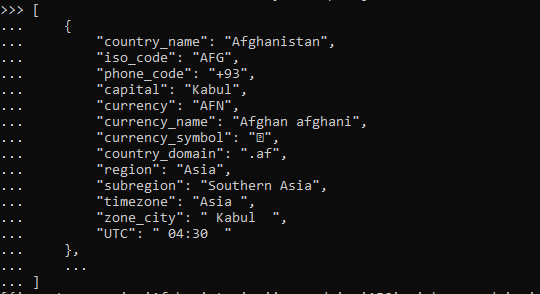 >>> [
...     {
...         "country_name": "Afghanistan",
...         "iso_code": "AFG",
...         "phone_code": "+93",
...         "capital": "Kabul",
...         "currency": "AFN",
...         "currency_name": "Afghan afghani",
...         "currency_symbol": "",
...         "country_domain": ".af",
...         "region": "Asia",
...         "subregion": "Southern Asia",
...         "timezone": "Asia ",
...         "zone_city": " Kabul  ",
...         "UTC": " 04:30  "
...     },
...     ...
... ]